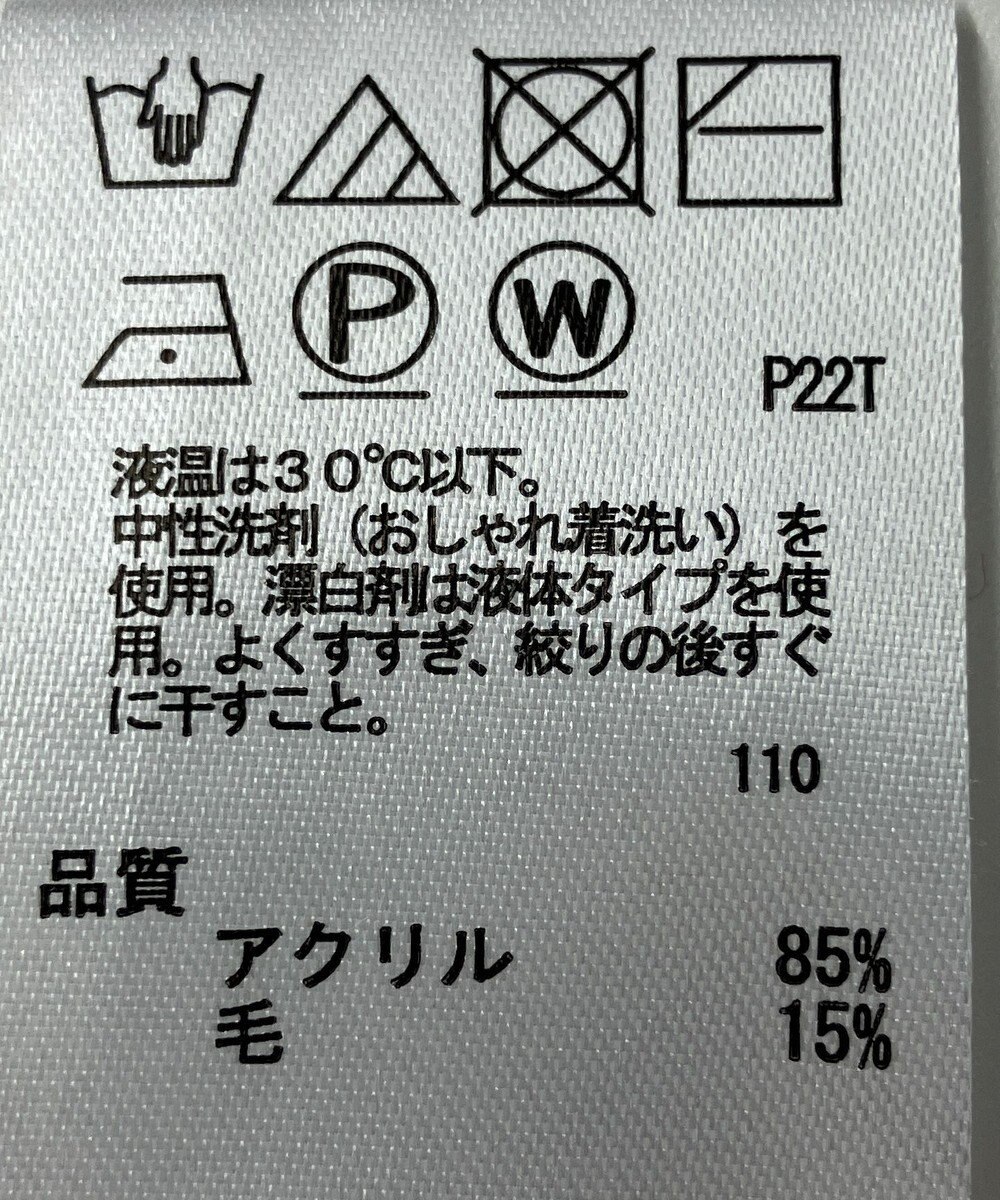 P W
P22T
液温は30℃以下。
中性洗剤（おしゃれ着洗い）を
使用。漂白剤は液体タイプを使
用。よくすすぎ、絞りの後すぐ
に干すこと。
110
品質
アクリル 85%
毛 15%